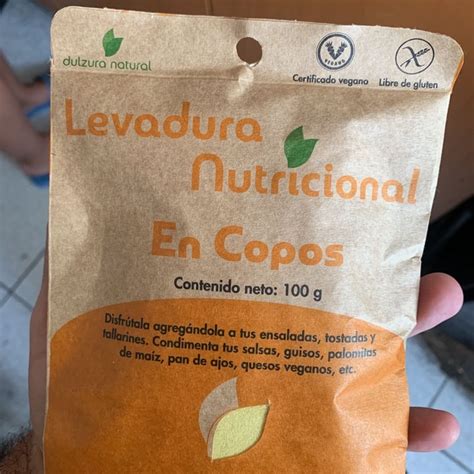 dulzura natural
VEGANO
Certificado vegano
Libre de gluten
Levadura
Nutricional
En Copos
Contenido neto: 100 g
Disfrútala agregándola a tus ensaladas, tostadas y
tallarines. Condimenta tus salsas, guisos, palomitas
de maíz, pan de ajos, quesos veganos, etc.